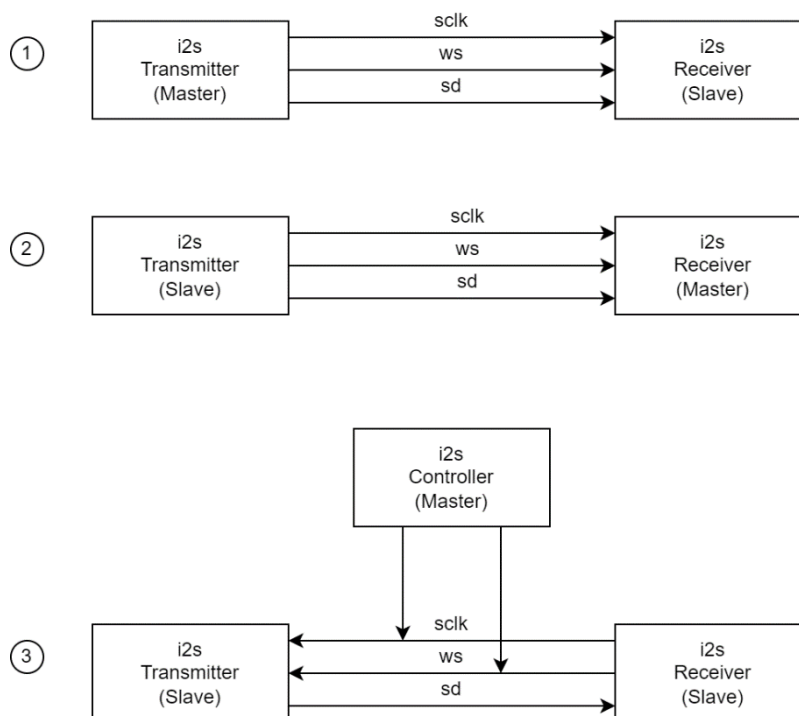 1
i2s
Transmitter
(Master)
sclk
ws
sd
i2s
Receiver
(Slave)
2
i2s
Transmitter
(Slave)
sclk
ws
sd
i2s
Receiver
(Master)
i2s
Controller
(Master)
3
i2s
Transmitter
(Slave)
sclk
ws
sd
i2s
Receiver
(Slave)